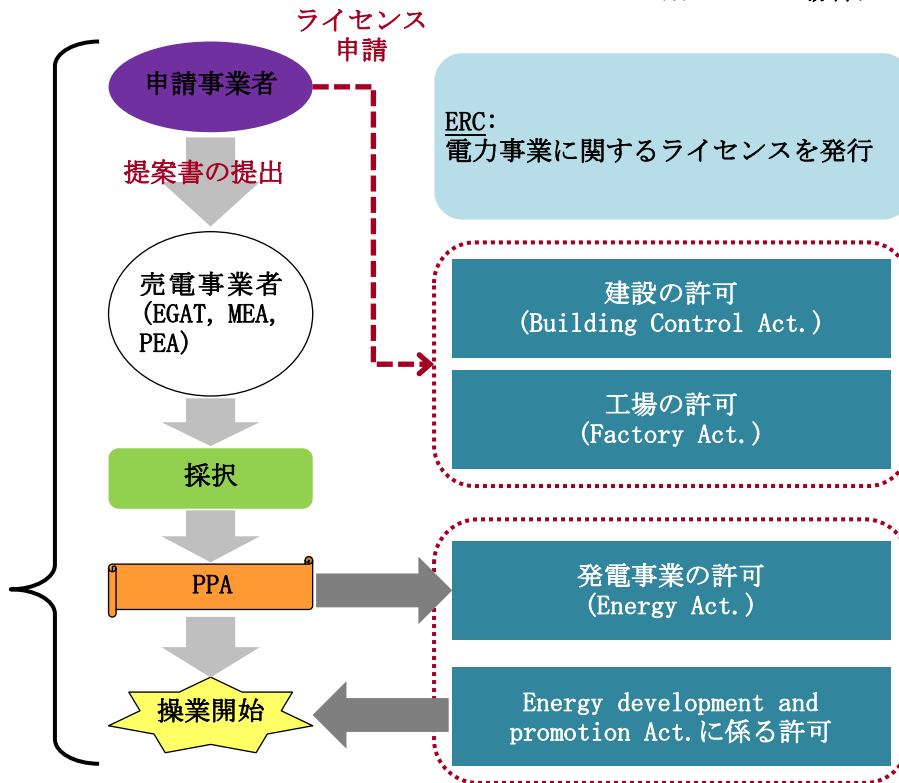 ライセンス
申請
申請事業者
ERC:
電力事業に関するライセンスを発行
提案書の提出
売電事業者
(EGAT, MEA,
PEA)
建設の許可
(Building Control Act.)
工場の許可
(Factory Act.)
採択
PPA
発電事業の許可
(Energy Act.)
操業開始
Energy development and
promotion Act.に係る許可